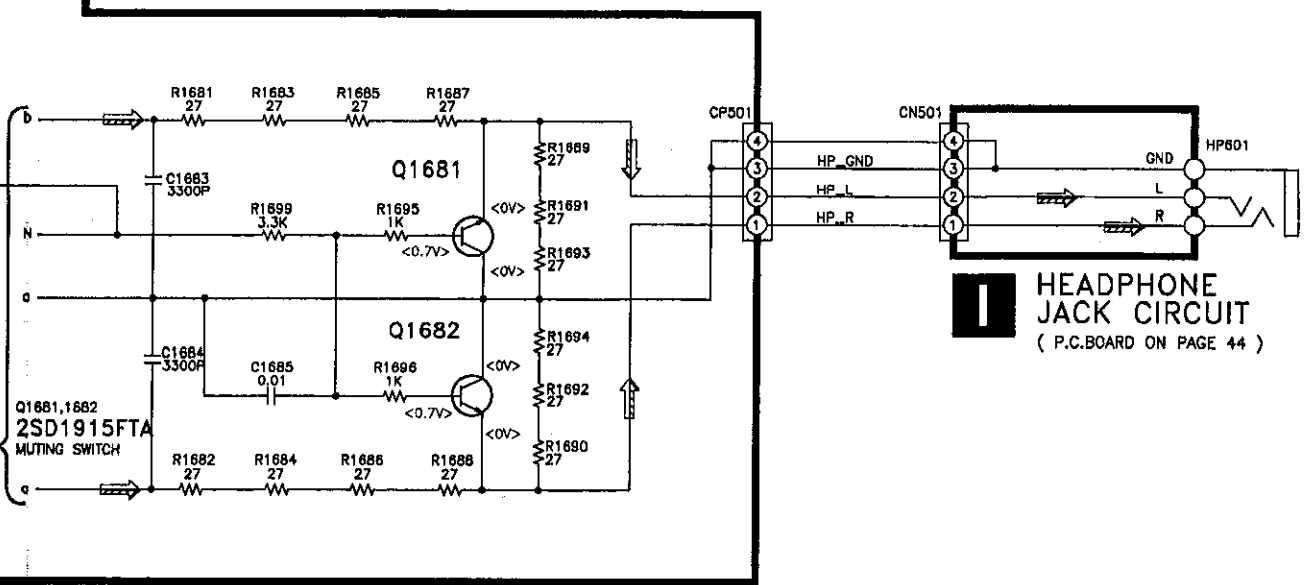 b
R1681
27
R1683
27
R1685
27
R1687
27
C1683
3300P
Q1681
R1689
27
R1691
27
R1693
27
<0V>
<0V>
R1699
3.3K
R1695
1K
<0.7V>
Q1682
C1684
3300P
C1685
0.01
R1696
1K
<0.7V>
<0V>
<0V>
R1694
27
R1692
27
R1690
27
Q1681,1682
2SD1915FTA
MUTING SWITCH
R1682
27
R1684
27
R1686
27
R1688
27
CP501
4
3
2
1
HP_GND
HP_L
HP_R
CN501
4
3
2
1
GND
L
R
HP601
I HEADPHONE
JACK CIRCUIT
( P.C.BOARD ON PAGE 44 )